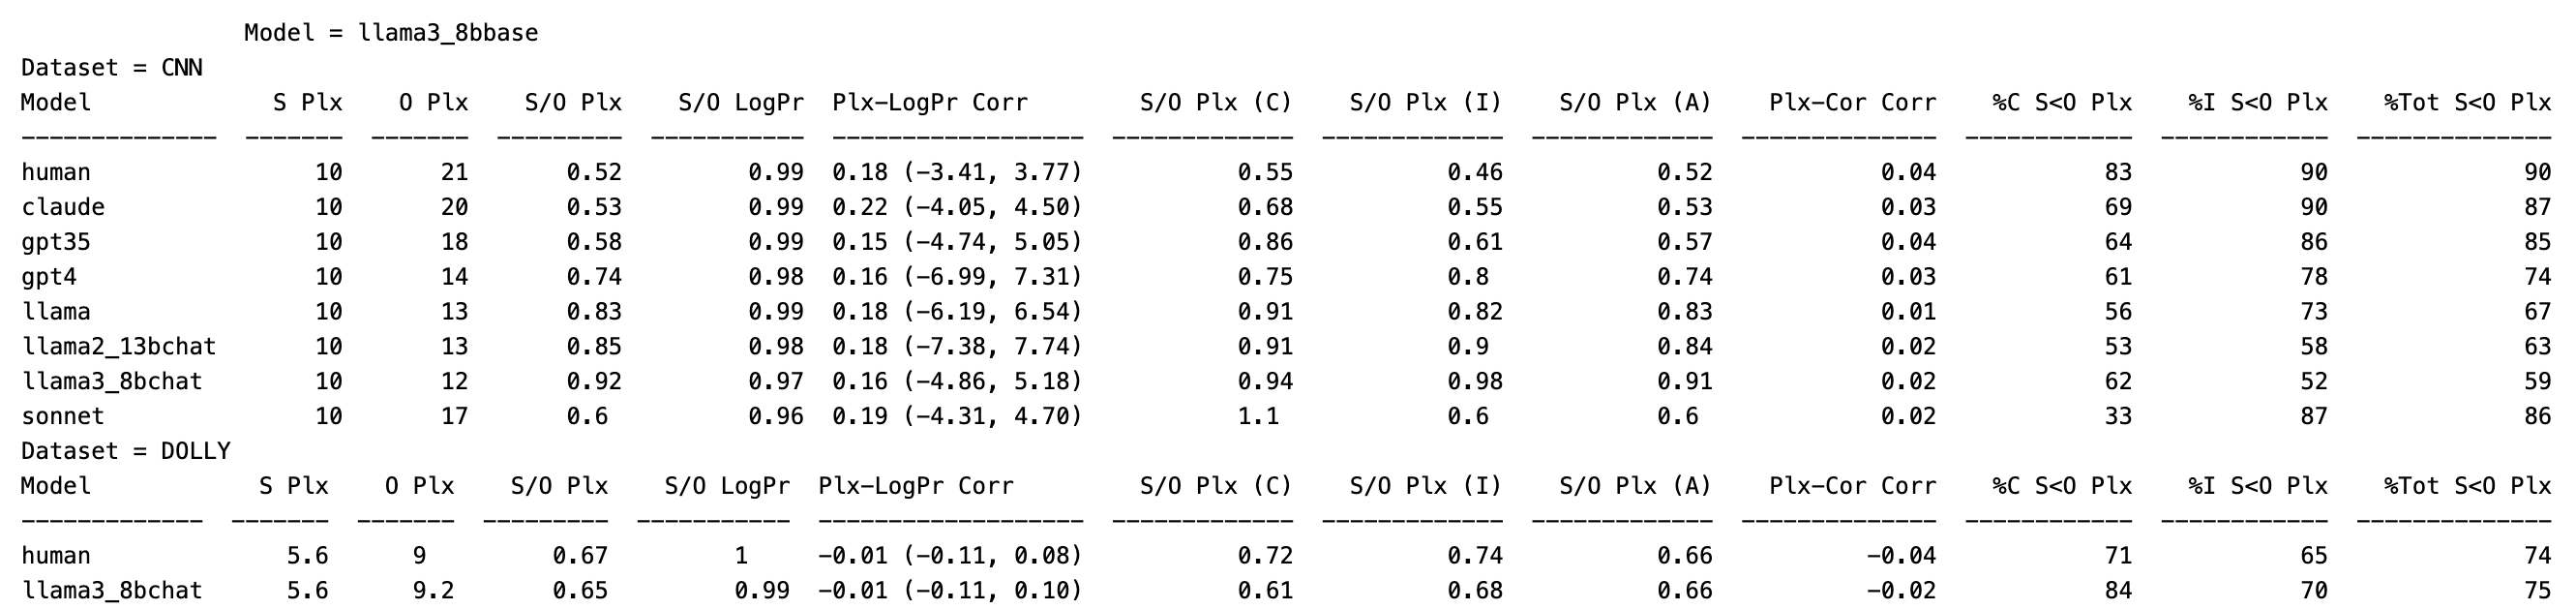 Model = llama3_8bbase
Dataset = CNN
Model S Plx O Plx S/O Plx S/O LogPr Plx-LogPr Corr S/O Plx (C) S/O Plx (I) S/O Plx (A) Plx-Cor Corr %C S<O Plx %I S<O Plx %Tot S<O Plx
-------------- ------- ------- --------- ----------- ------------------ ------------- ------------- ------------- -------------- ------------ ------------ --------------
human 10 21 0.52 0.99 0.18 (-3.41, 3.77) 0.55 0.46 0.52 0.04 83 90 90
claude 10 20 0.53 0.99 0.22 (-4.05, 4.50) 0.68 0.55 0.53 0.03 69 90 87
gpt35 10 18 0.58 0.99 0.15 (-4.74, 5.05) 0.86 0.61 0.57 0.04 64 86 85
gpt4 10 14 0.74 0.98 0.16 (-6.99, 7.31) 0.75 0.8 0.74 0.03 61 78 74
llama 10 13 0.83 0.99 0.18 (-6.19, 6.54) 0.91 0.82 0.83 0.01 56 73 67
llama2_13bchat 10 13 0.85 0.98 0.18 (-7.38, 7.74) 0.91 0.9 0.84 0.02 53 58 63
llama3_8bchat 10 12 0.92 0.97 0.16 (-4.86, 5.18) 0.94 0.98 0.91 0.02 62 52 59
sonnet 10 17 0.6 0.96 0.19 (-4.31, 4.70) 1.1 0.6 0.6 0.02 33 87 86
Dataset = DOLLY
Model S Plx O Plx S/O Plx S/O LogPr Plx-LogPr Corr S/O Plx (C) S/O Plx (I) S/O Plx (A) Plx-Cor Corr %C S<O Plx %I S<O Plx %Tot S<O Plx
------------- ------- ------- --------- ----------- ------------------- ------------- ------------- ------------- -------------- ------------ ------------ --------------
human 5.6 9 0.67 1 -0.01 (-0.11, 0.08) 0.72 0.74 0.66 -0.04 71 65 74
llama3_8bchat 5.6 9.2 0.65 0.99 -0.01 (-0.11, 0.10) 0.61 0.68 0.66 -0.02 84 70 75